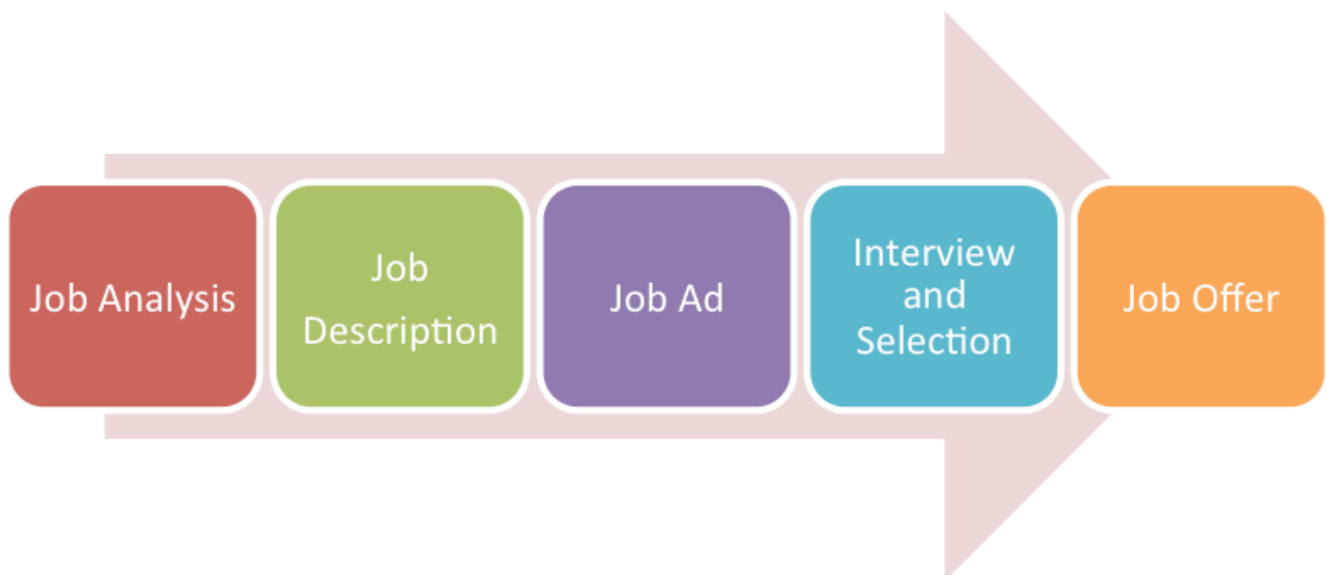 Job Analysis
Job
Description
Job Ad
Interview
and
Selection
Job Offer